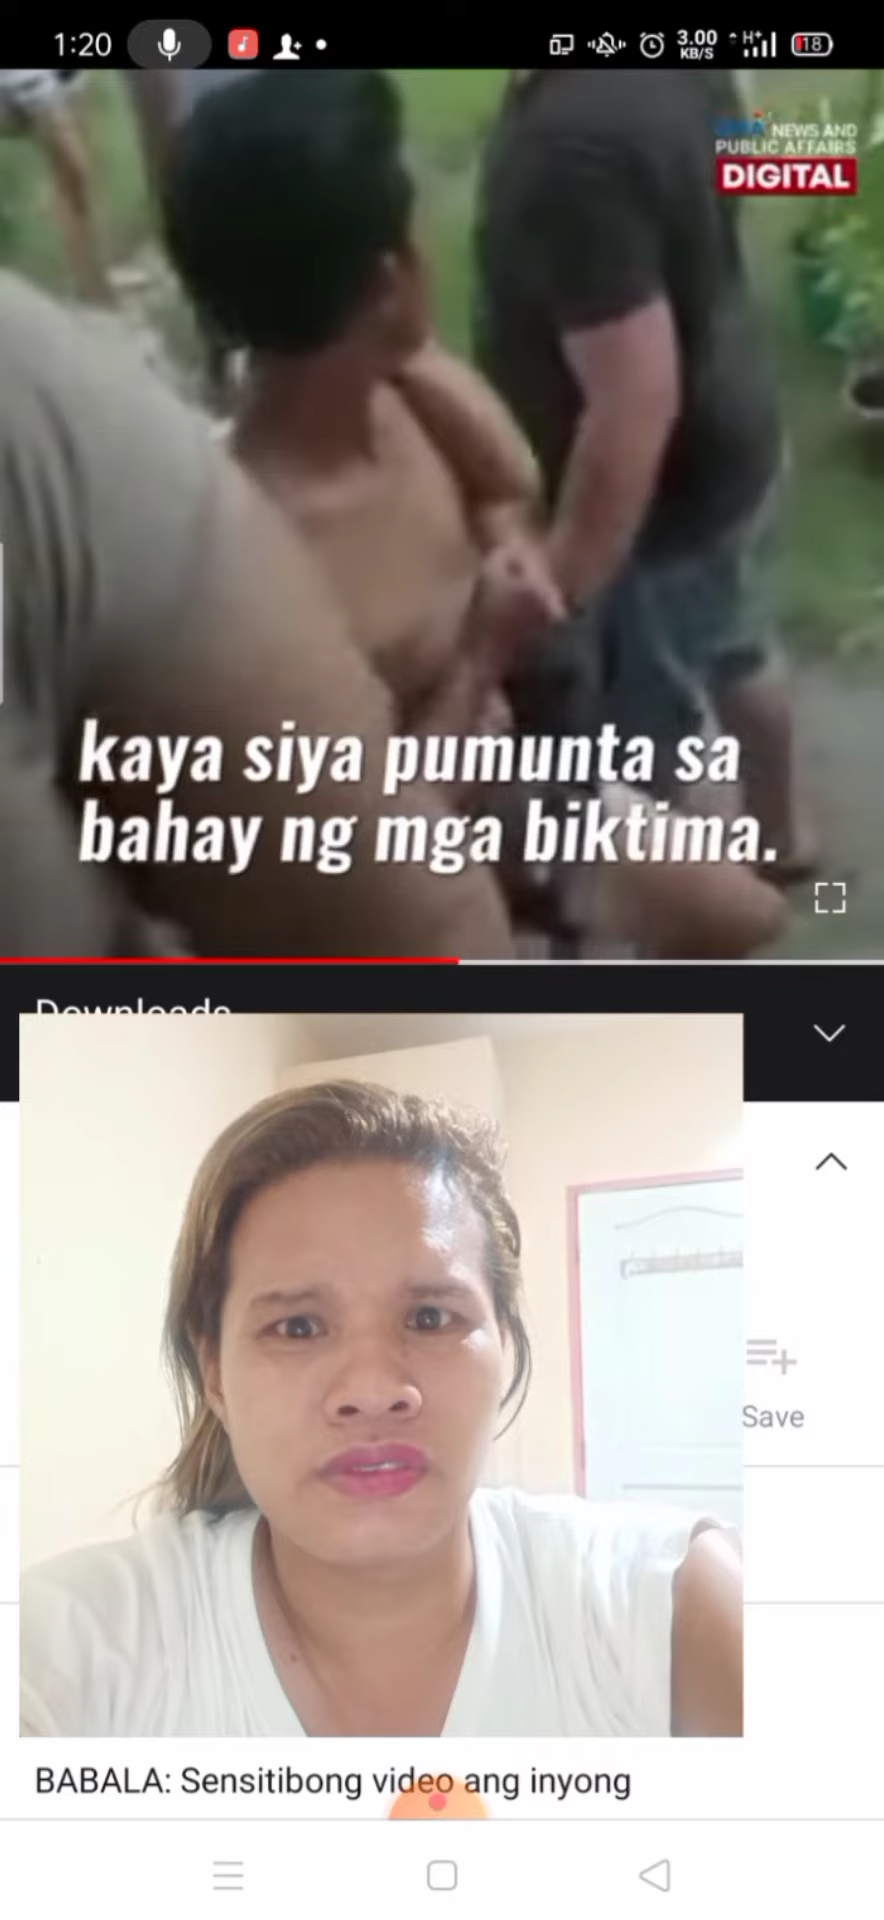 1:20
3.00
KB/S
H+
18
NEWS AND
PUBLIC AFFAIRS
DIGITAL
kaya siya pumunta sa
bahay ng mga biktima.
Downloads
Save
BABALA: Sensitibong video ang inyong